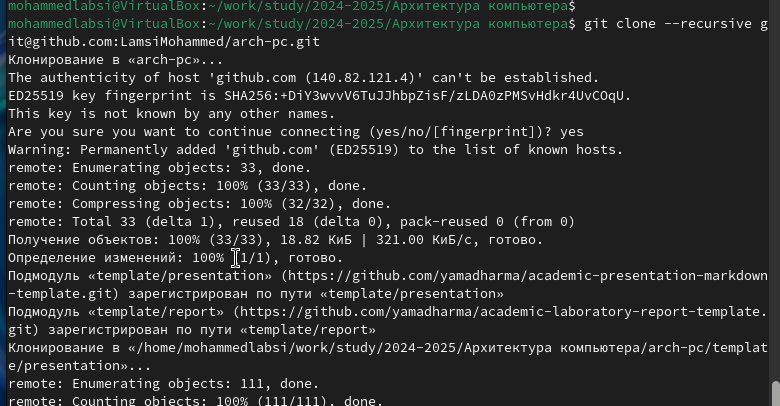 mohammedlabsi@VirtualBox:~/work/study/2024-2025/Архитектура компьютера$
mohammedlabsi@VirtualBox:~/work/study/2024-2025/Архитектура компьютера$ git clone --recursive g
it@github.com:LamsiMohammed/arch-pc.git
Клонирование в «arch-pc»...
The authenticity of host 'github.com (140.82.121.4)' can't be established.
ED25519 key fingerprint is SHA256:+DiY3wvvV6TuJJhbpZisF/zLDA0zPMSvHdkr4UvCOqU.
This key is not known by any other names.
Are you sure you want to continue connecting (yes/no/[fingerprint])? yes
Warning: Permanently added 'github.com' (ED25519) to the list of known hosts.
remote: Enumerating objects: 33, done.
remote: Counting objects: 100% (33/33), done.
remote: Compressing objects: 100% (32/32), done.
remote: Total 33 (delta 1), reused 18 (delta 0), pack-reused 0 (from 0)
Получение объектов: 100% (33/33), 18.82 КиБ | 321.00 КиБ/с, готово.
Определение изменений: 100% (1/1), готово.
Подмодуль «template/presentation» (https://github.com/yamadharma/academic-presentation-markdown
-template.git) зарегистрирован по пути «template/presentation»
Подмодуль «template/report» (https://github.com/yamadharma/academic-laboratory-report-template.
git) зарегистрирован по пути «template/report»
Клонирование в «/home/mohammedlabsi/work/study/2024-2025/Архитектура компьютера/arch-pc/templat
e/presentation»...
remote: Enumerating objects: 111, done.
remote: Counting objects: 100% (111/111), done.